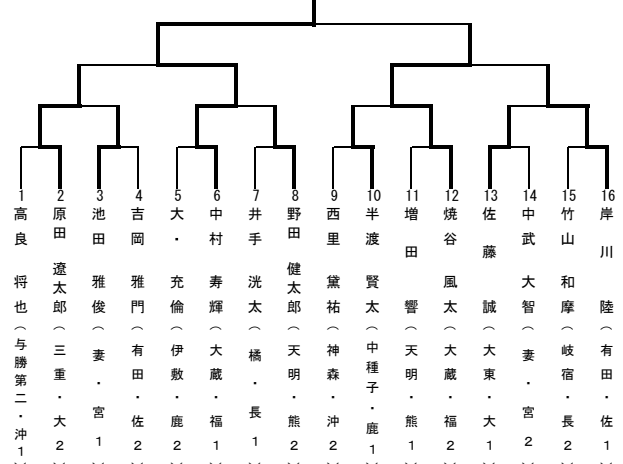 1 高良 将也（与勝第二・沖1
2 原田 遼太郎（三重・大2
3 池田 雅俊（妻・宮1
4 吉岡 雅門（有田・佐2
5 大・ 充倫（伊敷・鹿2
6 中村 寿輝（大蔵・福1
7 井手 洸太（橘・長1
8 野田 健太郎（天明・熊2
9 西里 黛祐（神森・沖2
10 半渡 賢太（中種子・鹿1
11 増田 響（天明・熊1
12 焼谷 風太（大蔵・福2
13 佐藤 誠（大東・大1
14 中武 大智（妻・宮2
15 竹山 和摩（岐宿・長2
16 岸川 陸（有田・佐1